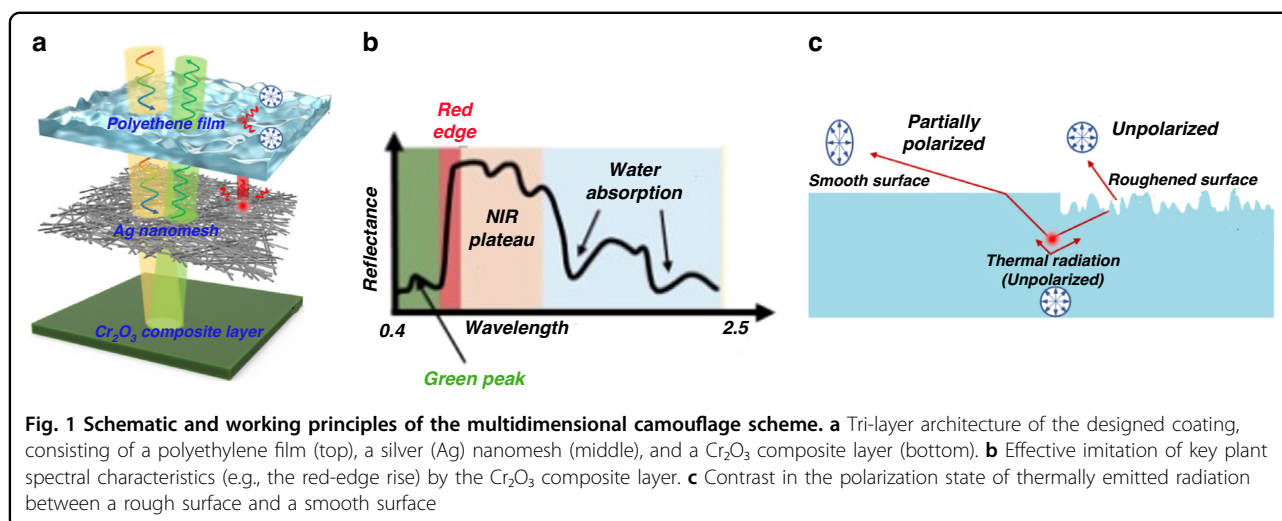 a
Polyethene film
Ag nanomesh
Cr₂O₃ composite layer
b
Red
edge
Reflectance
NIR
plateau
Water
absorption
0.4
Wavelength
2.5
Green peak
c
Partially
polarized
Unpolarized
Smooth surface
Roughened surface
Thermal radiation
(Unpolarized)
Fig. 1 Schematic and working principles of the multidimensional camouflage scheme. a Tri-layer architecture of the designed coating,
consisting of a polyethylene film (top), a silver (Ag) nanomesh (middle), and a Cr₂O₃ composite layer (bottom). b Effective imitation of key plant
spectral characteristics (e.g., the red-edge rise) by the Cr₂O₃ composite layer. c Contrast in the polarization state of thermally emitted radiation
between a rough surface and a smooth surface